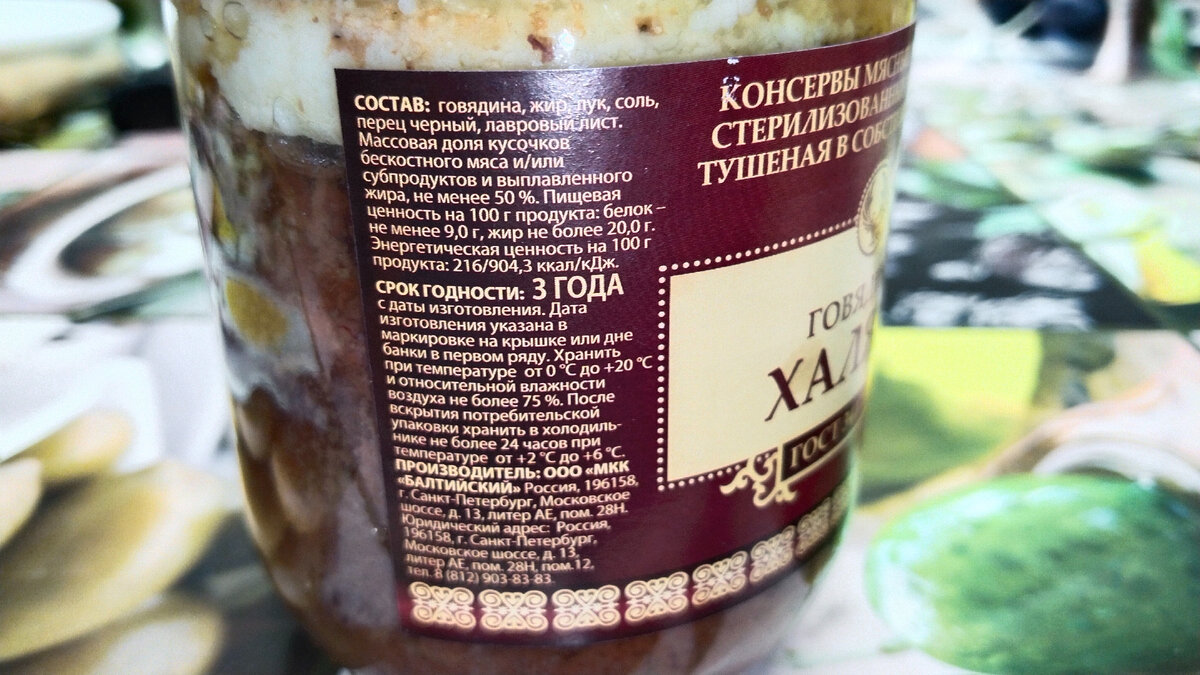 СОСТАВ: говядина, жир, лук, соль,
перец черный, лавровый лист.
Массовая доля кусочков
бескостного мяса и/или
субпродуктов и выплавленного
жира, не менее 50 %. Пищевая
ценность на 100 г продукта: белок –
не менее 9,0 г, жир не более 20,0 г.
Энергетическая ценность на 100 г
продукта: 216/904,3 ккал/кДж.
СРОК ГОДНОСТИ: 3 ГОДА
с даты изготовления. Дата
изготовления указана в
маркировке на крышке или дне
банки в первом ряду. Хранить
при температуре от 0 °С до +20 °С
и относительной влажности
воздуха не более 75 %. После
вскрытия потребительской
упаковки хранить в холодиль-
нике не более 24 часов при
температуре от +2 °С до +6 °С.
ПРОИЗВОДИТЕЛЬ: ООО «МКК
«БАЛТИЙСКИЙ» Россия, 196158,
г. Санкт-Петербург, Московское
шоссе, д. 13, литер АЕ, пом. 28Н.
Юридический адрес: Россия,
196158, г. Санкт-Петербург,
Московское шоссе, д. 13,
литер АЕ, пом. 28Н, пом.12,
тел. 8 (812) 903-83-83.
КОНСЕРВЫ
ТУШЕНАЯ В
ГОСТ